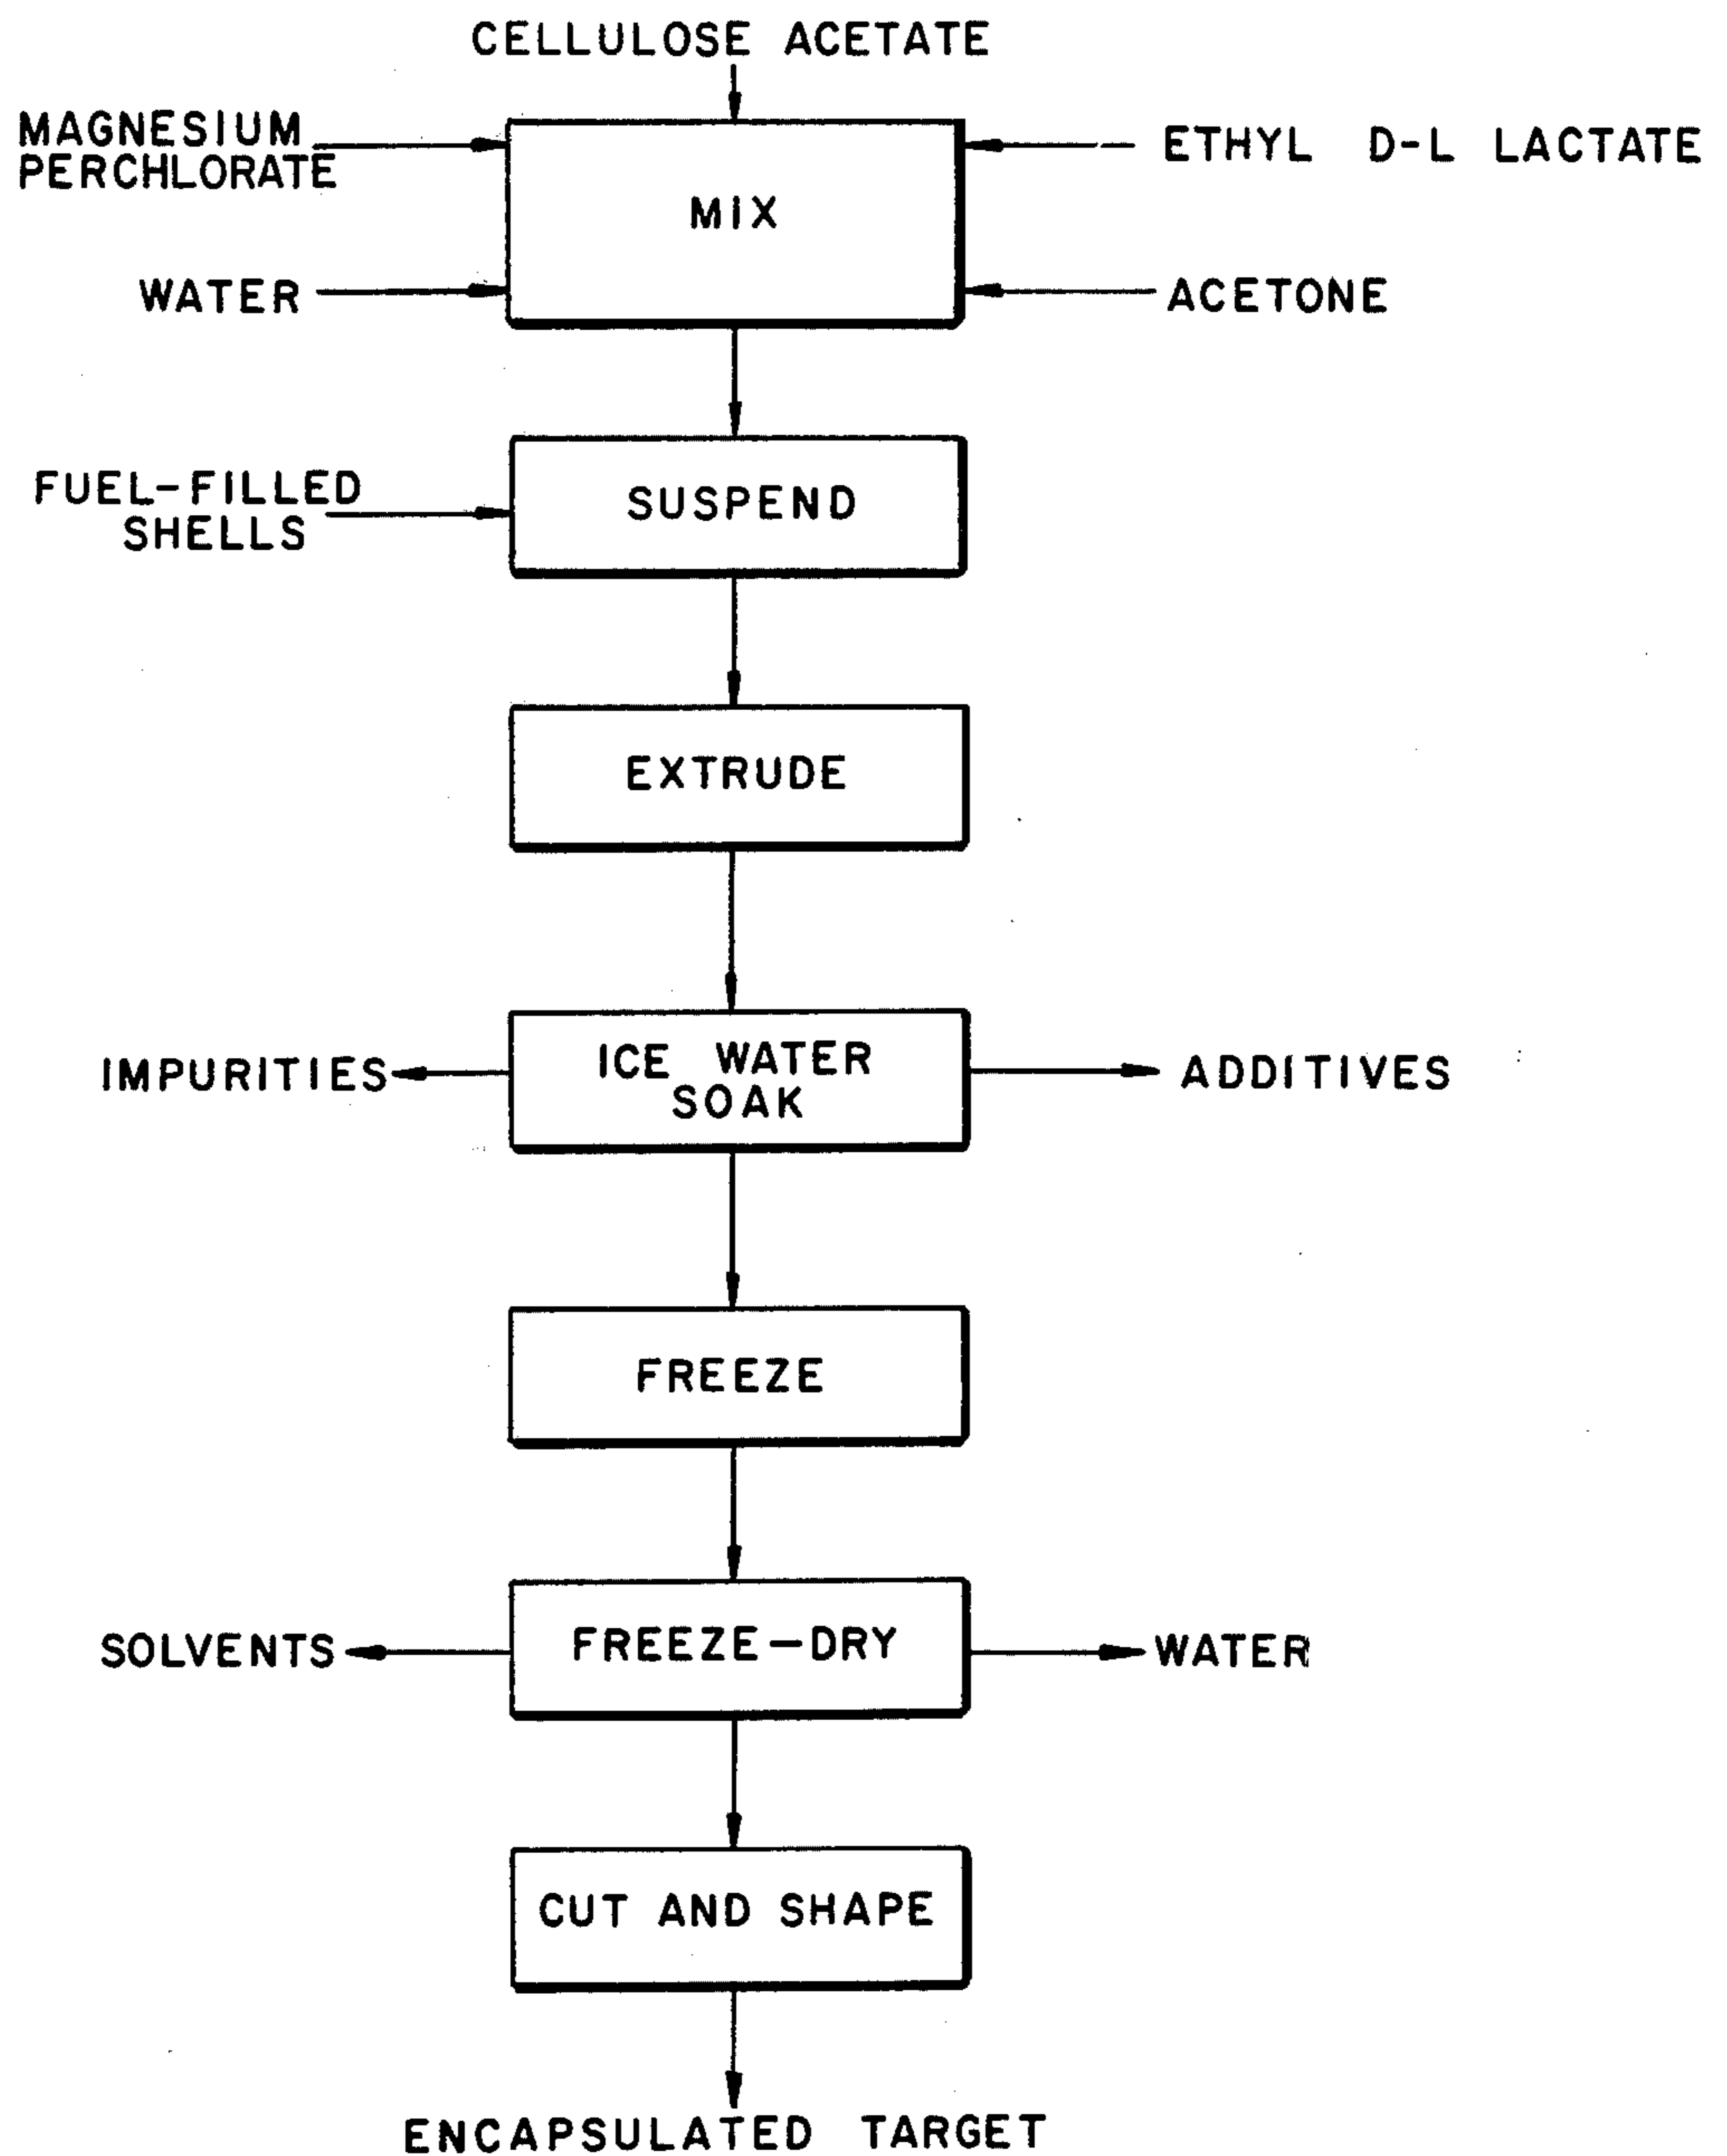 CELLULOSE ACETATE
MAGNESIUM
PERCHLORATE
ETHYL D-L LACTATE
MIX
WATER
ACETONE
FUEL-FILLED
SHELLS
SUSPEND
EXTRUDE
IMPURITIES
ICE WATER
SOAK
ADDITIVES
FREEZE
SOLVENTS
FREEZE-DRY
WATER
CUT AND SHAPE
ENCAPSULATED TARGET